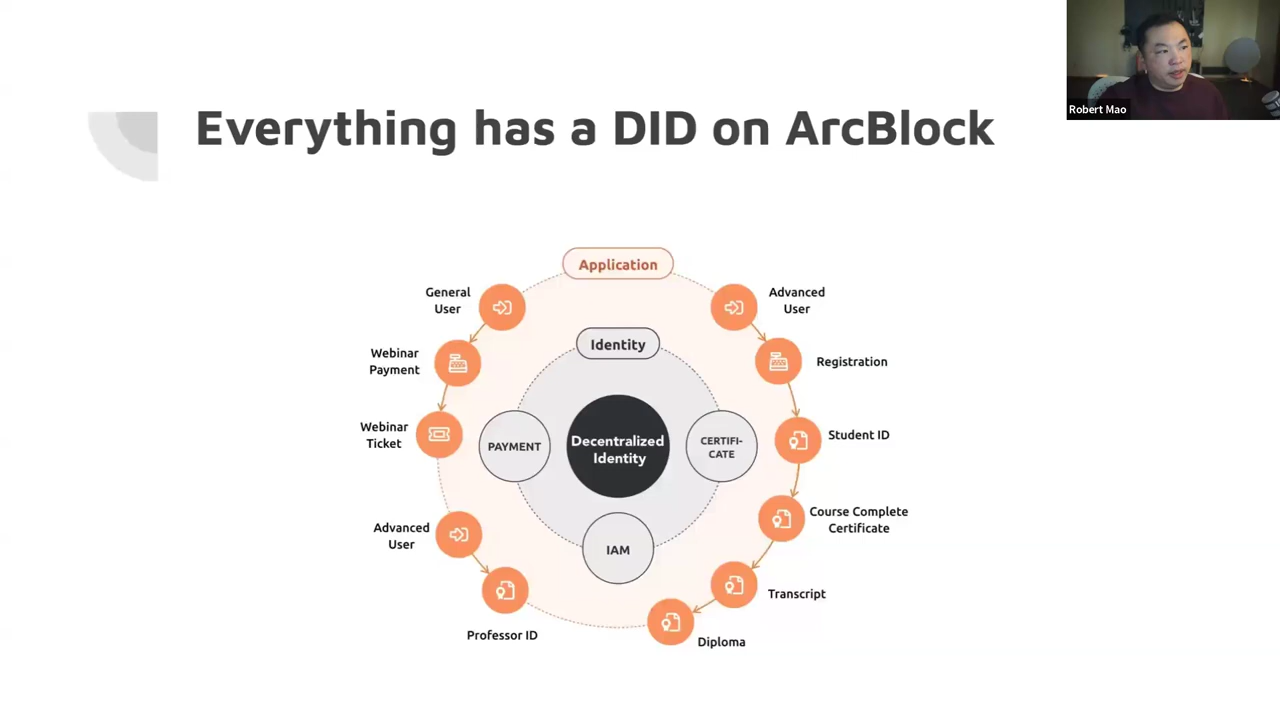 Robert Mao
Everything has a DID on ArcBlock
Application
General
User
Advanced
User
Identity
Webinar
Payment
Registration
Webinar
Ticket
PAYMENT
Decentralized
Identity
CERTIFI-
CATE
Student ID
Advanced
User
IAM
Course Complete
Certificate
Transcript
Professor ID
Diploma